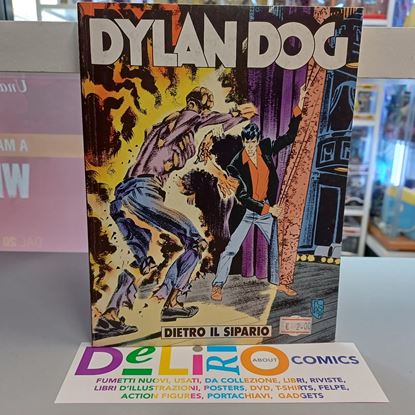 DYLAN DOG
DIETRO IL SIPARIO
DeLiRiO ABOUT COMICS
FUMETTI NUOVI, USATI, DA COLLEZIONE, LIBRI, RIVISTE,
LIBRI D'ILLUSTRAZIONI, POSTERS, DVD, T-SHIRTS, FELPE,
ACTION FIGURES, PORTACHIAVI, GADGETS